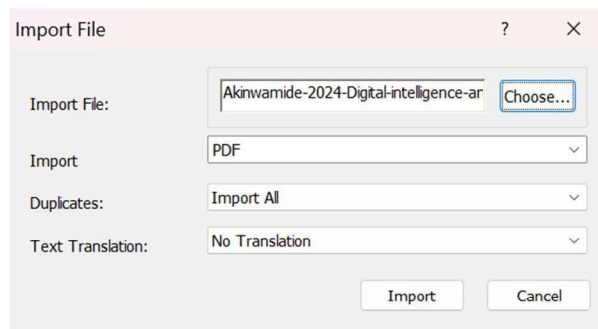 Import File ?
Import File: Akinwamide-2024-Digital-intelligence-an Choose...
Import PDF
Duplicates: Import All
Text Translation: No Translation
Import Cancel